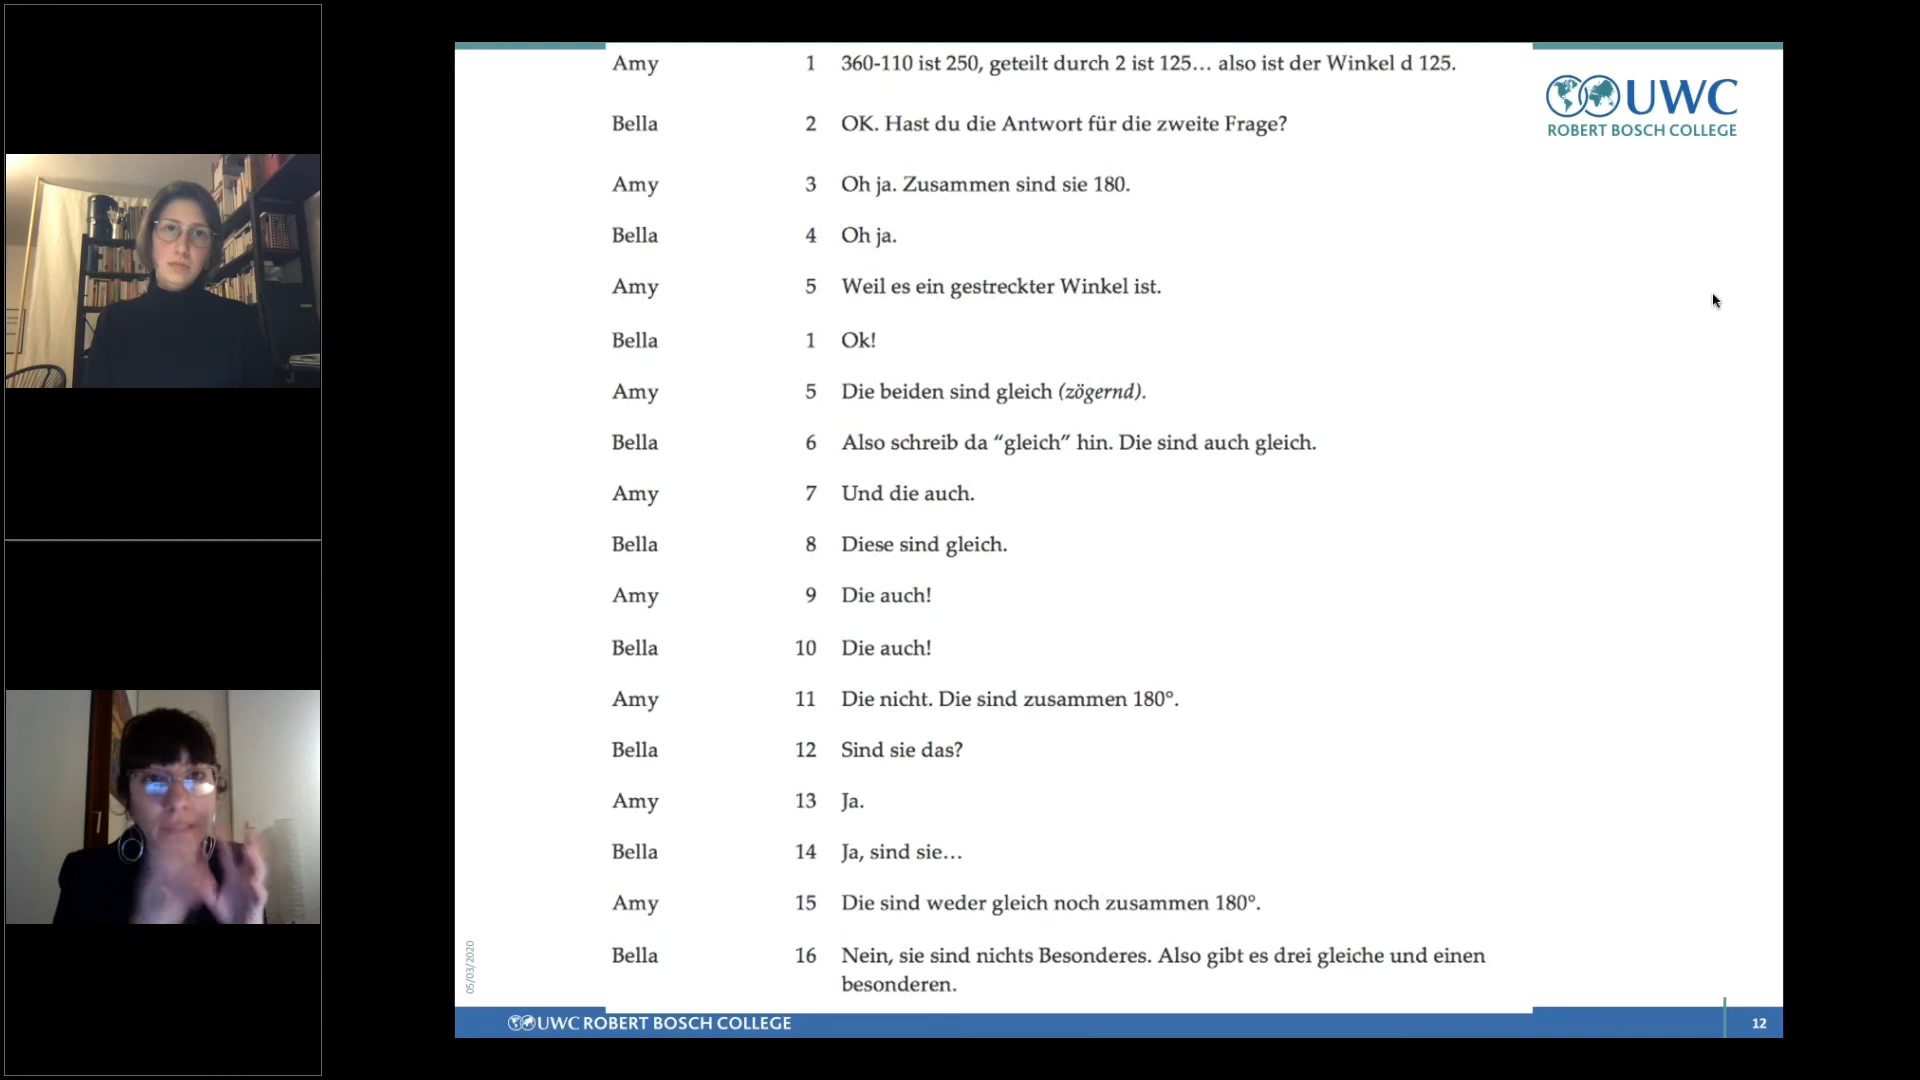 Amy 1 360-110 ist 250, geteilt durch 2 ist 125… also ist der Winkel d 125.
UWC
ROBERT BOSCH COLLEGE
Bella 2 OK. Hast du die Antwort für die zweite Frage?
Amy 3 Oh ja. Zusammen sind sie 180.
Bella 4 Oh ja.
Amy 5 Weil es ein gestreckter Winkel ist.
Bella 1 Ok!
Amy 5 Die beiden sind gleich (zögernd).
Bella 6 Also schreib da “gleich” hin. Die sind auch gleich.
Amy 7 Und die auch.
Bella 8 Diese sind gleich.
Amy 9 Die auch!
Bella 10 Die auch!
Amy 11 Die nicht. Die sind zusammen 180°.
Bella 12 Sind sie das?
Amy 13 Ja.
Bella 14 Ja, sind sie…
Amy 15 Die sind weder gleich noch zusammen 180°.
Bella 16 Nein, sie sind nichts Besonderes. Also gibt es drei gleiche und einen
besonderen.
05/03/2020
UWC ROBERT BOSCH COLLEGE
12